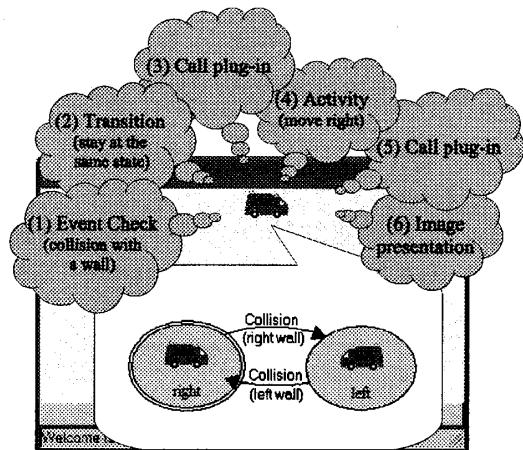 (3) Call plug-in
(4) Activity
(move right)
(2) Transition
(stay at the
same state)
(5) Call plug-in
(1) Event Check
(collision with
a wall)
(6) Image
presentation
Collision
(right wall)
right
left
Collision
(left wall)
Welcome